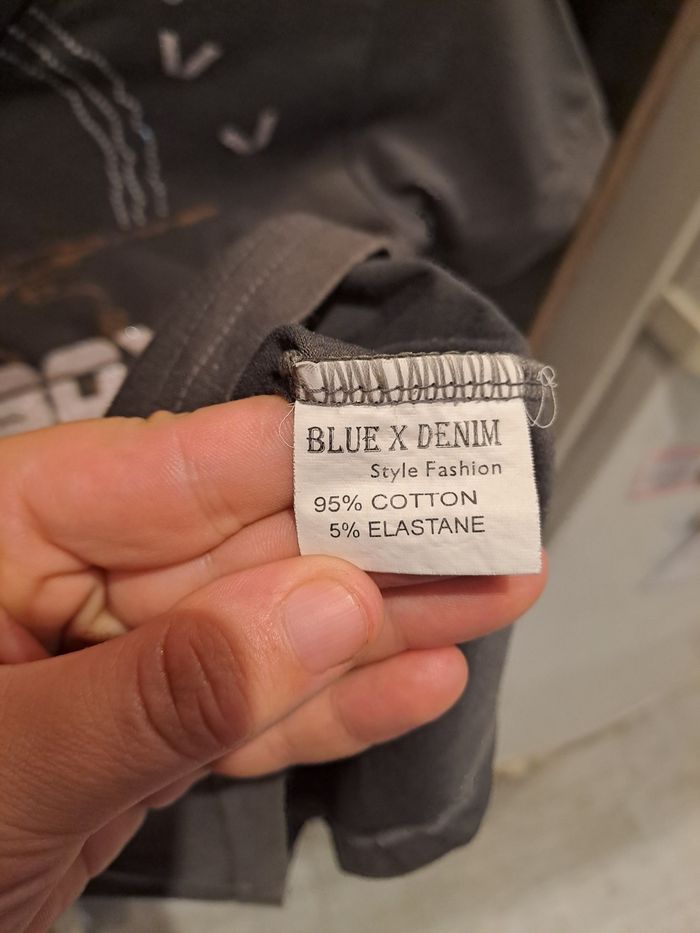 BLUE X DENIM
Style Fashion
95% COTTON
5% ELASTANE